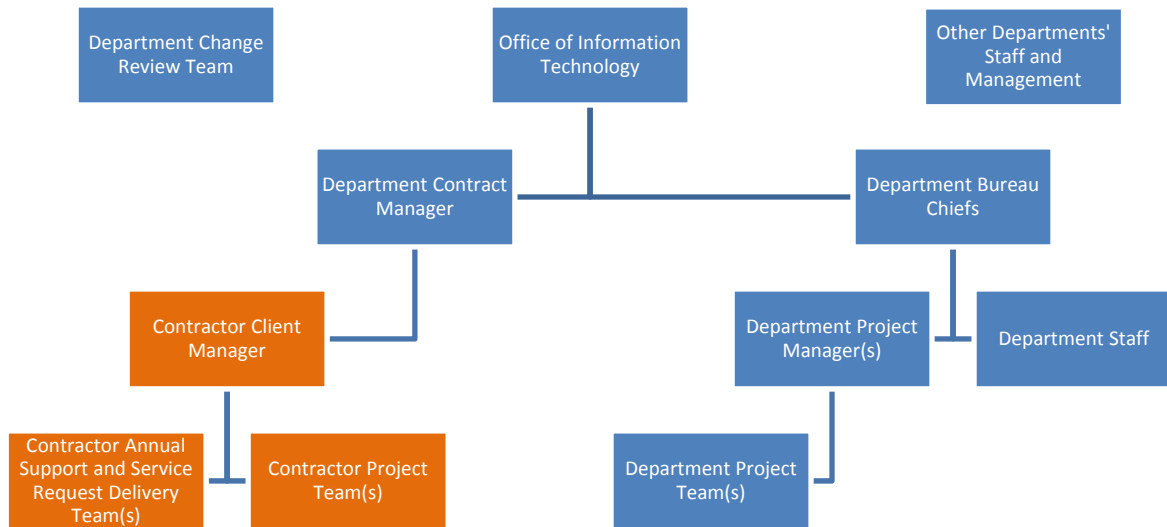 Department Change
Review Team
Office of Information
Technology
Other Departments'
Staff and
Management
Department Contract
Manager
Department Bureau
Chiefs
Contractor Client
Manager
Department Project
Manager(s)
Department Staff
Contractor Annual
Support and Service
Request Delivery
Team(s)
Contractor Project
Team(s)
Department Project
Team(s)